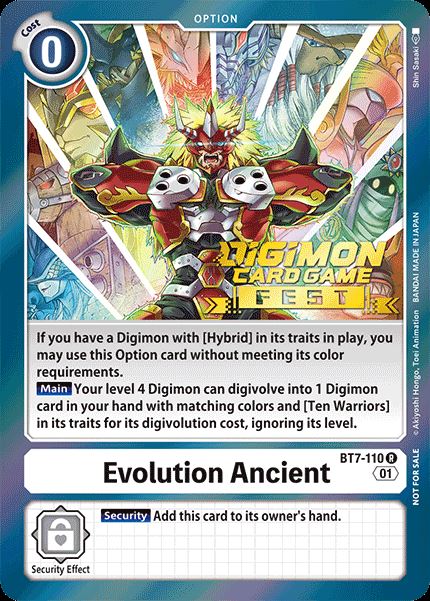 OPTION
Cost
0
Shin Sasaki
DIGIMON
CARD GAME
FEST
If you have a Digimon with [Hybrid] in its traits in play, you
may use this Option card without meeting its color
requirements.
Main Your level 4 Digimon can digivolve into 1 Digimon
card in your hand with matching colors and [Ten Warriors]
in its traits for its digivolution cost, ignoring its level.
Evolution Ancient
BT7-110 R
01
Security Add this card to its owner's hand.
Security Effect
NOT FOR SALE
© Akiyoshi Hongo, Toei Animation BANDAI MADE IN JAPAN